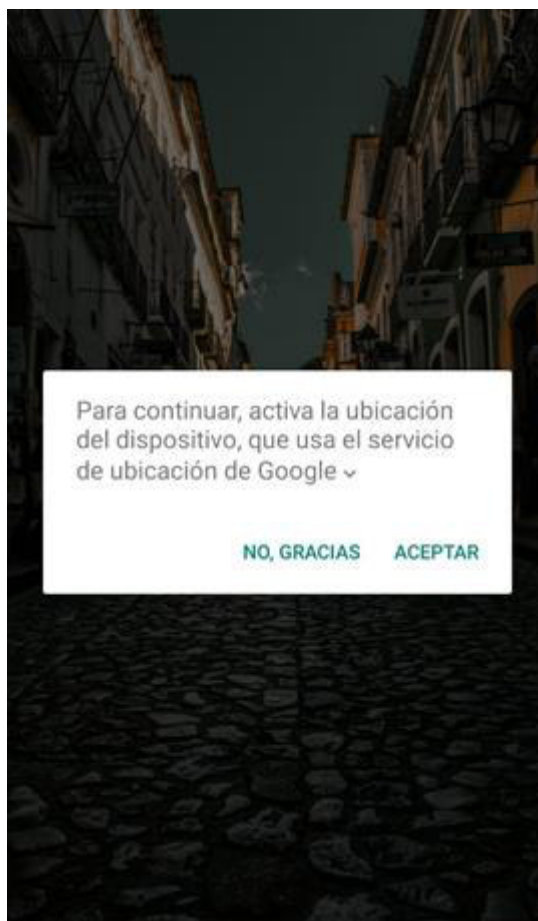 Para continuar, activa la ubicación
del dispositivo, que usa el servicio
de ubicación de Google
NO, GRACIAS ACEPTAR